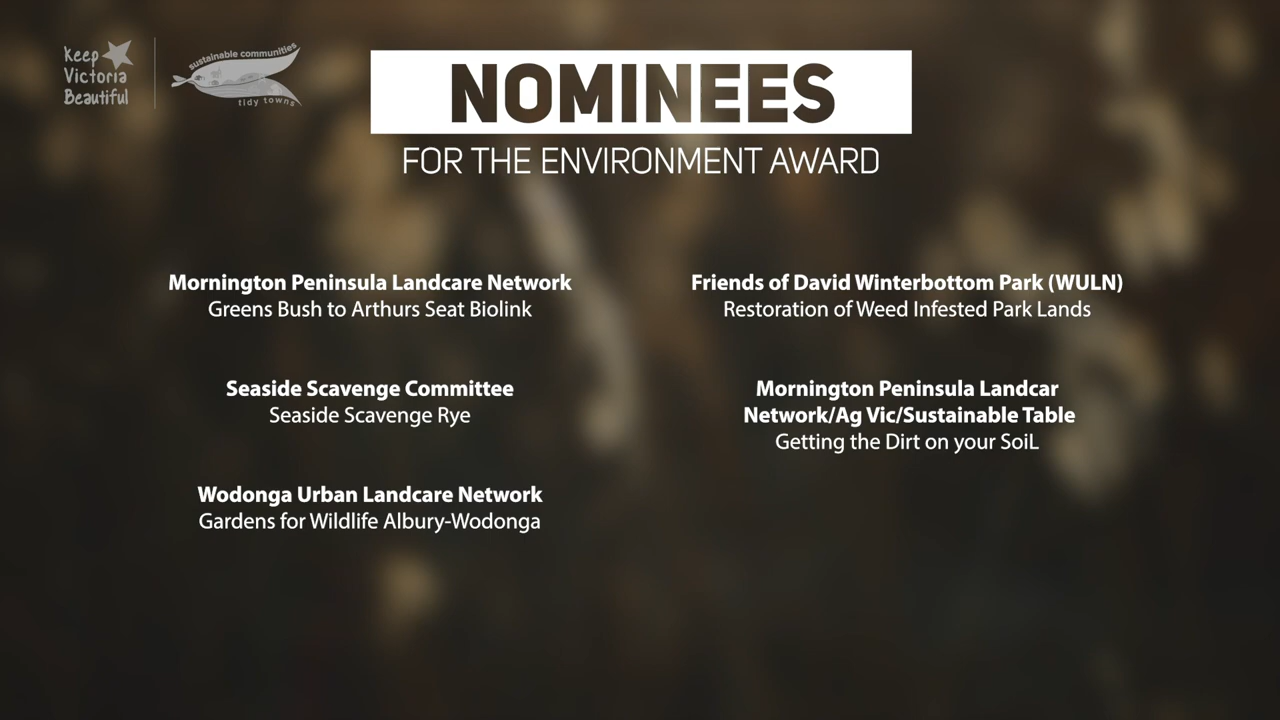 Keep
Victoria
Beautiful
sustainable communities
tidy towns
NOMINEES
FOR THE ENVIRONMENT AWARD
Mornington Peninsula Landcare Network
Greens Bush to Arthurs Seat Biolink
Seaside Scavenge Committee
Seaside Scavenge Rye
Wodonga Urban Landcare Network
Gardens for Wildlife Albury-Wodonga
Friends of David Winterbottom Park (WULN)
Restoration of Weed Infested Park Lands
Mornington Peninsula Landcar
Network/Ag Vic/Sustainable Table
Getting the Dirt on your SoiL